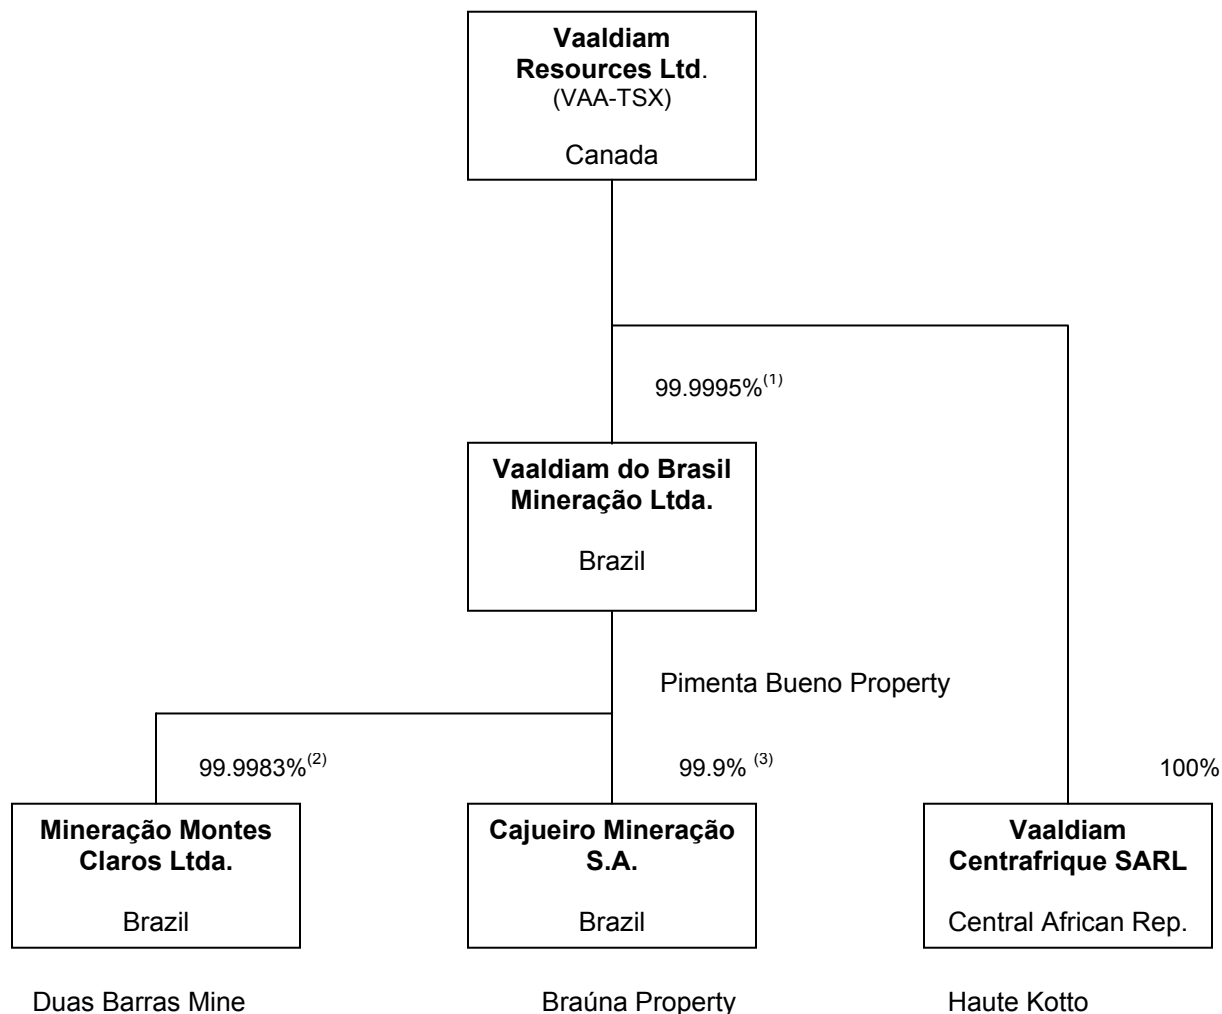 Vaaldiam
Resources Ltd.
(VAA-TSX)
Canada
99.9995%(1)
Vaaldiam do Brasil
Mineração Ltda.
Brazil
Pimenta Bueno Property
99.9983%(2)
99.9% (3)
100%
Mineração Montes
Claros Ltda.
Brazil
Cajueiro Mineração
S.A.
Brazil
Vaaldiam
Centrafrique SARL
Central African Rep.
Duas Barras Mine
Braúna Property
Haute Kotto